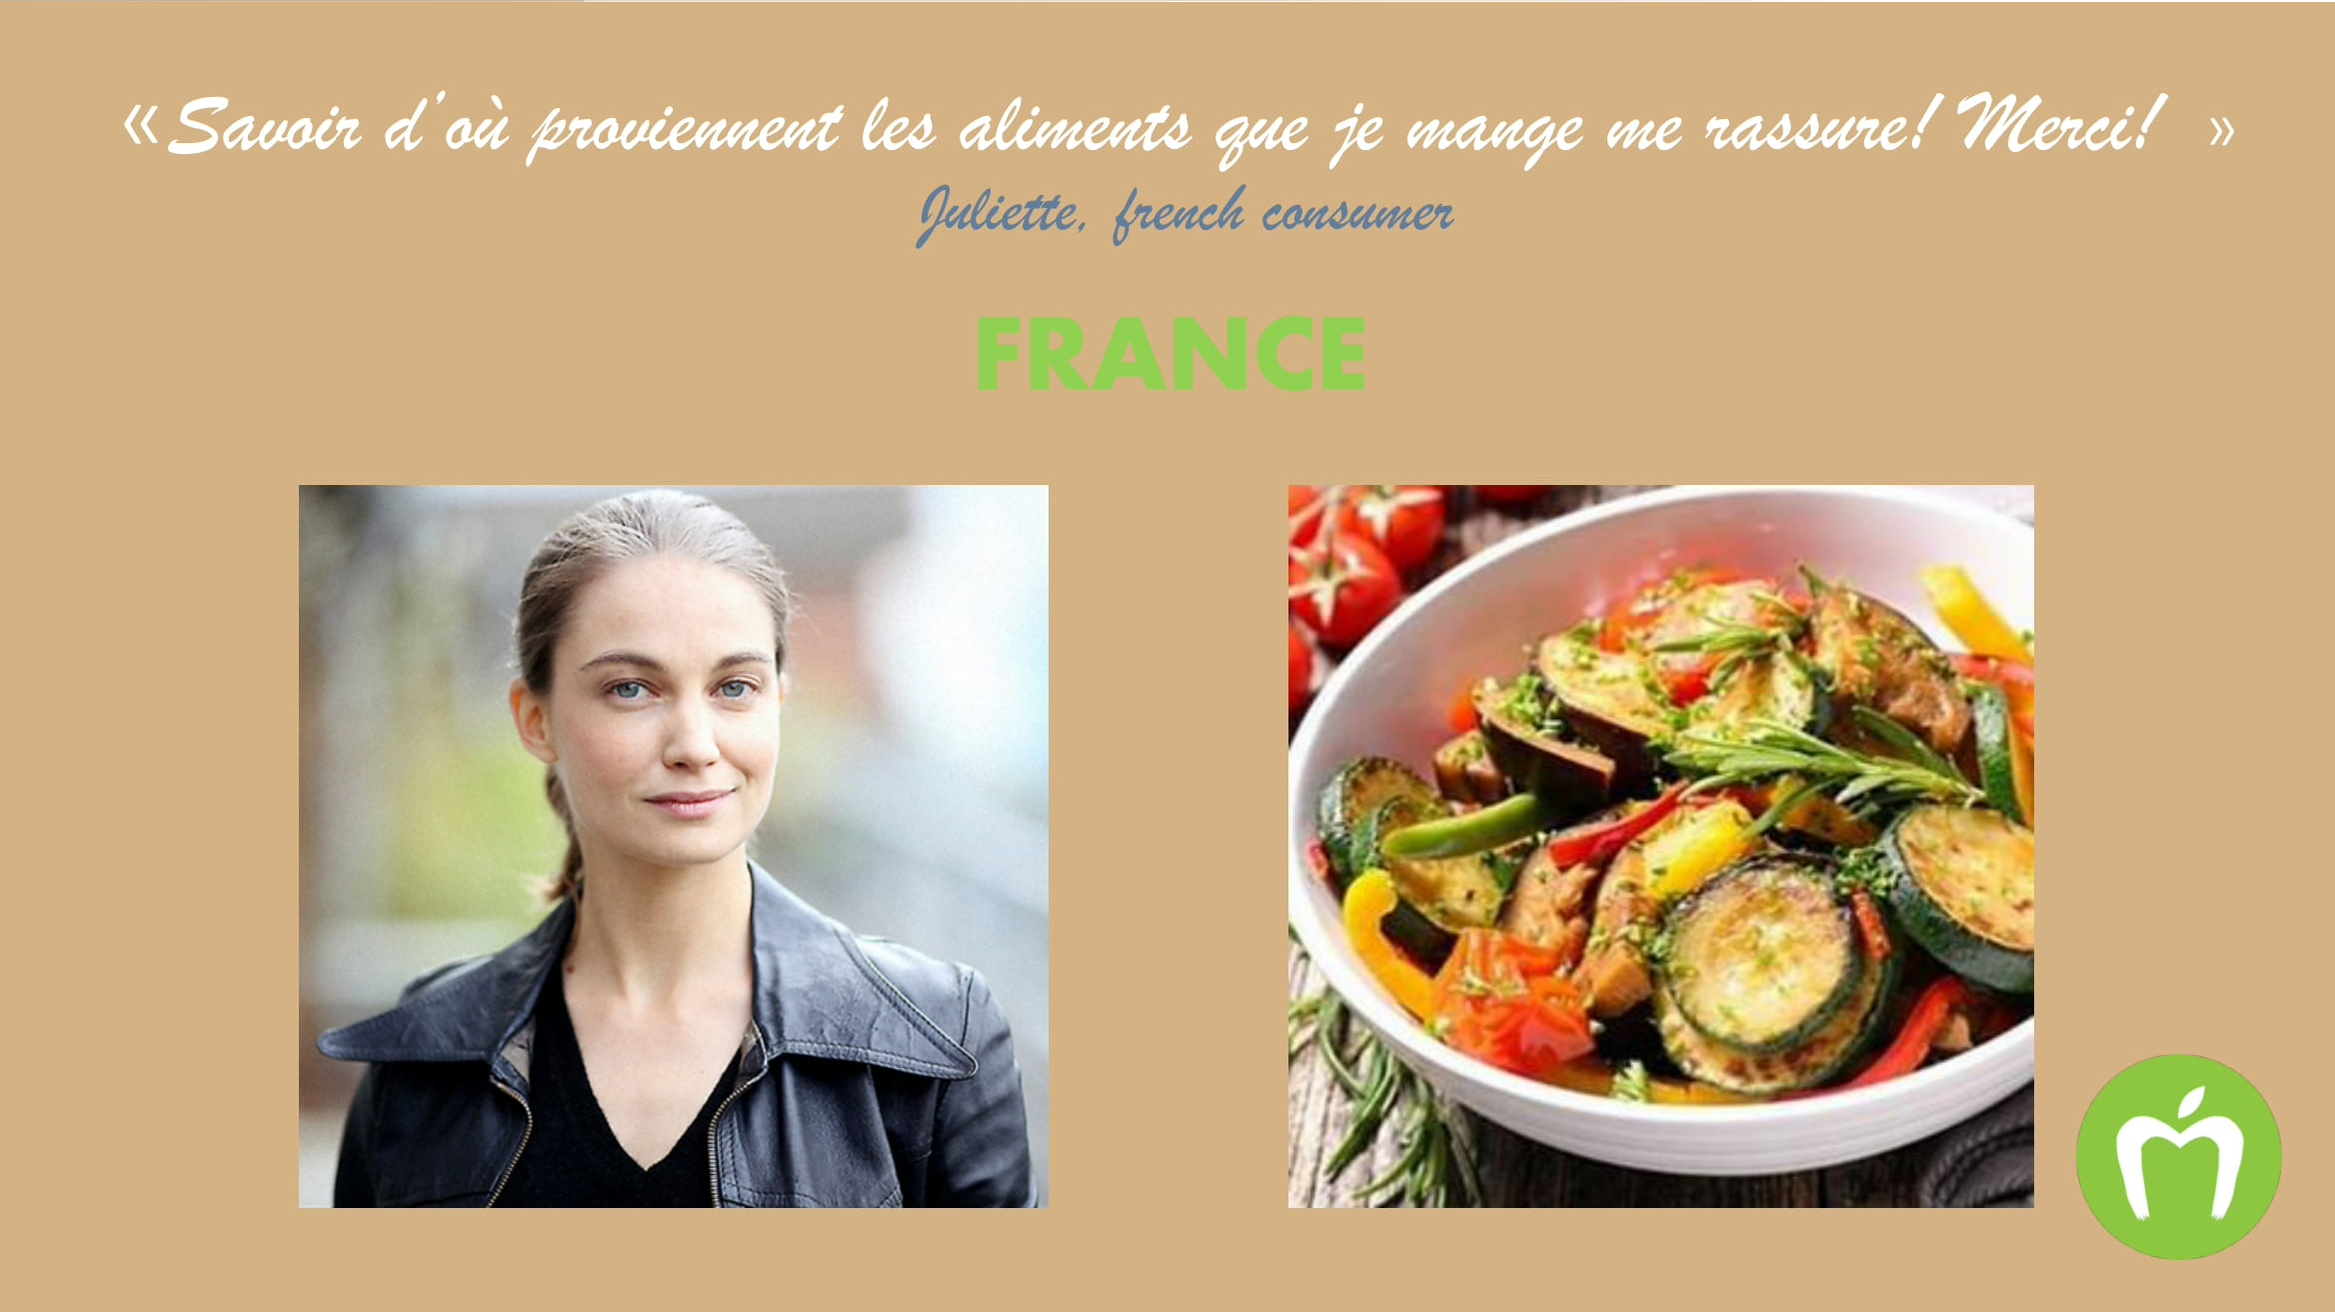 « Savoir d'où proviennent les aliments que je mange me rassure! Merci! »
Juliette, french consumer
FRANCE